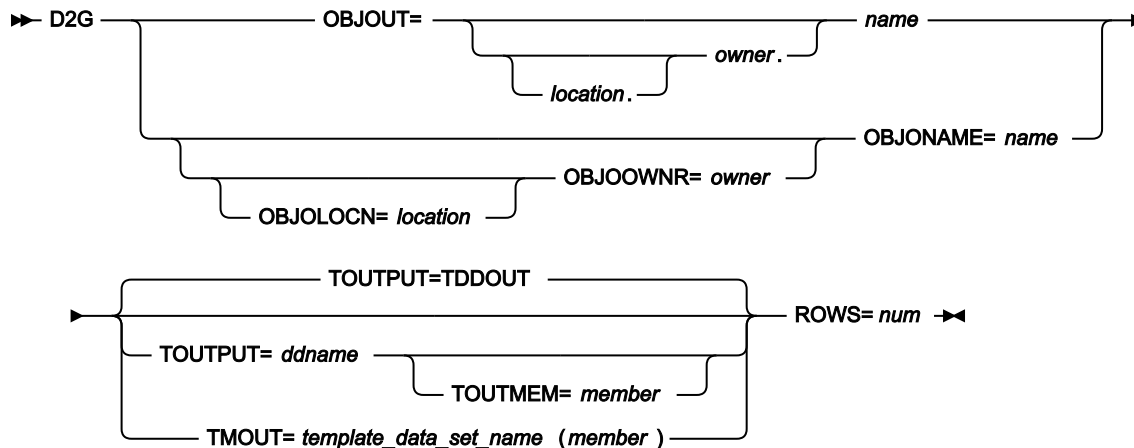 D2G OBJOUT= name
owner.
location.
OBJONAME= name
OBJOOWNR= owner
OBJOLOCN= location
TOUTPUT=TDDOUT
ROWS= num
TOUTPUT= ddname
TOUTMEM= member
TMOUT= template_data_set_name (member )